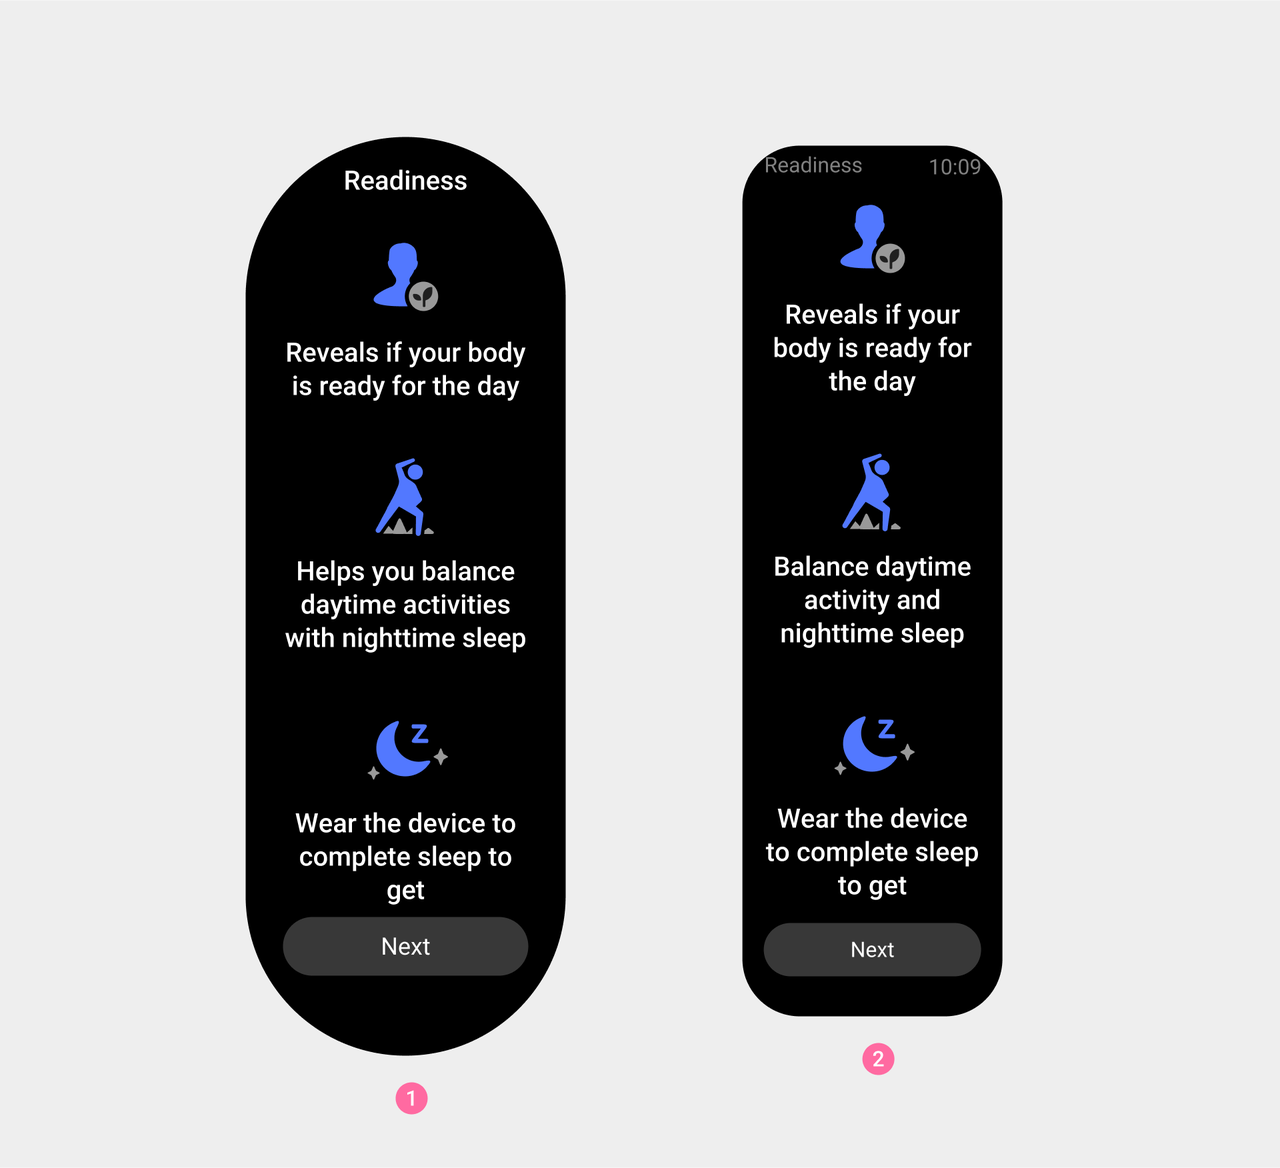 Readiness
Reveals if your body
is ready for the day
Helps you balance
daytime activities
with nighttime sleep
Z
Wear the device to
complete sleep to
get
Next
1
Readiness 10:09
Reveals if your
body is ready for
the day
Balance daytime
activity and
nighttime sleep
Z
Wear the device
to complete sleep
to get
Next
2